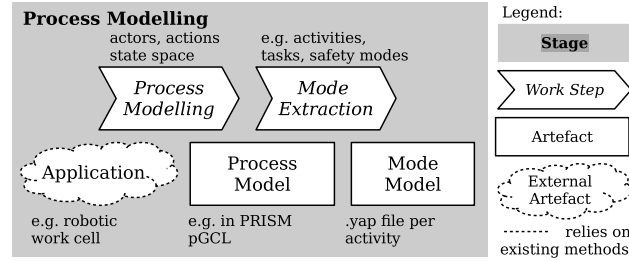 Process Modelling
actors, actions
state space
e.g. activities,
tasks, safety modes
Process
Modelling
Mode
Extraction
Application
Process
Model
Mode
Model
e.g. robotic
work cell
e.g. in PRISM
pGCL
.yap file per
activity
Legend:
Stage
Work Step
Artefact
External
Artefact
relies on
existing methods